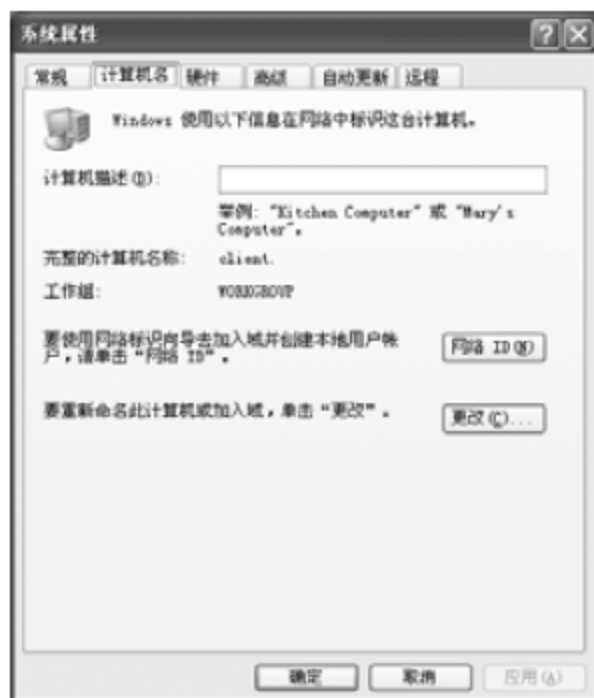 系统属性
常规 计算机名 硬件 高级 自动更新 远程
Windows 使用以下信息在网络中标识这台计算机。
计算机描述(D):
举例: "Kitchen Computer" 或 "Mary's
Computer"。
完整的计算机名称: client.
工作组: WORKGROUP
要使用网络标识向导去加入域并创建本地用户帐
户，请单击“网络 ID”。
网络 ID(N)
要重新命名此计算机或加入域，单击“更改”。
更改(C)...
确定 取消 应用(A)